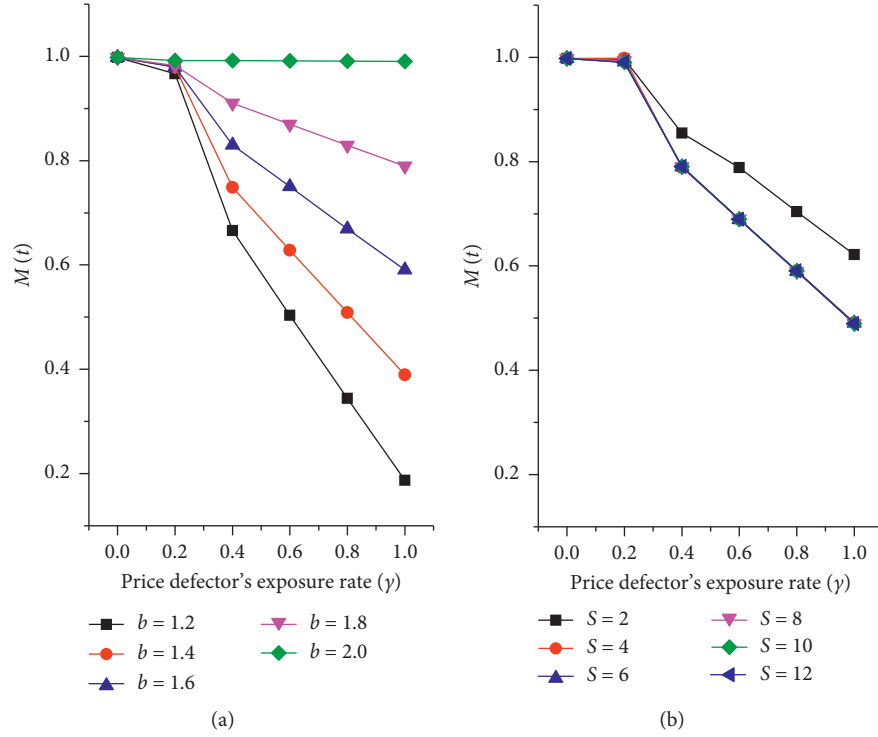 1.0
0.8
0.6
0.4
0.2
M (t)
0.0 0.2 0.4 0.6 0.8 1.0
Price defector's exposure rate (γ)
b = 1.2
b = 1.4
b = 1.6
b = 1.8
b = 2.0
(a)
1.0
0.8
0.6
0.4
0.2
M (t)
0.0 0.2 0.4 0.6 0.8 1.0
Price defector's exposure rate (γ)
S = 2
S = 4
S = 6
S = 8
S = 10
S = 12
(b)